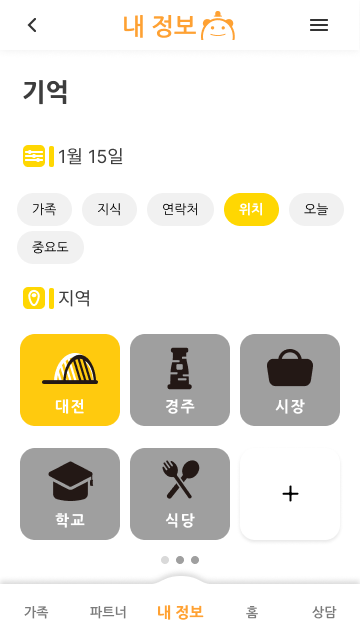 내 정보
기억
1월 15일
가족 지식 연락처 위치 오늘
중요도
지역
대전 경주 시장
학교 식당
가족 파트너 내 정보 홈 상담